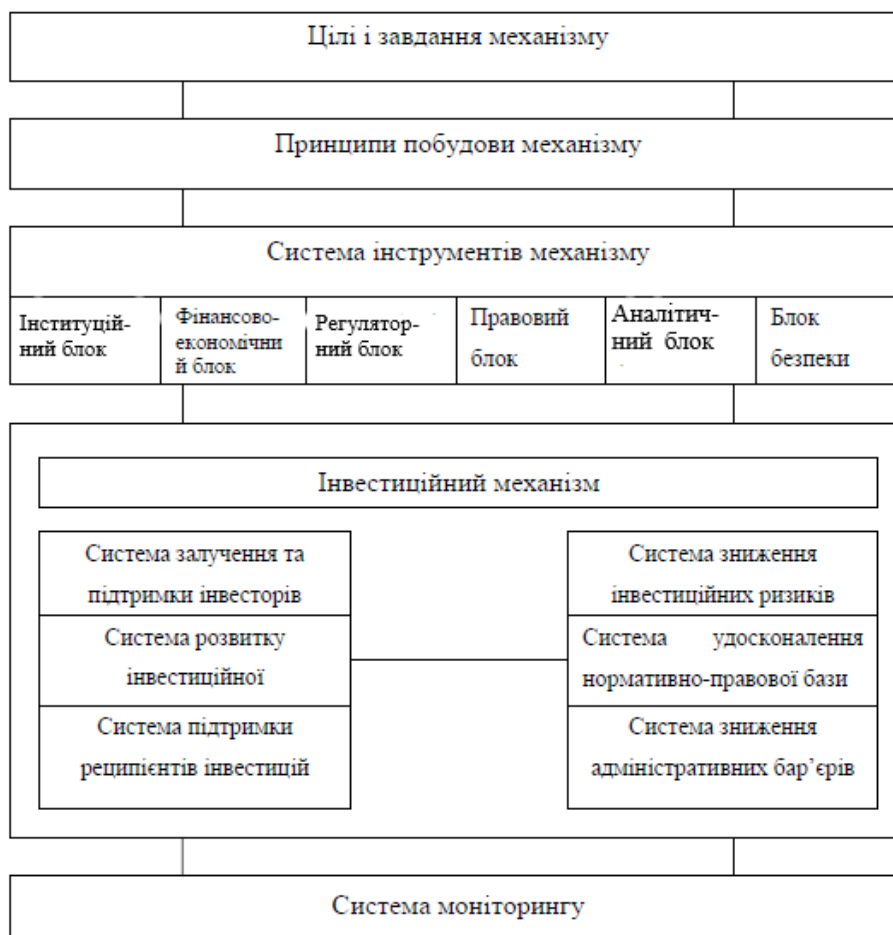 Цілі і завдання механізму
Принципи побудови механізму
Система інструментів механізму
Інституцій-
ний блок
Фінансово-
економічни
й блок
Регулятор-
ний блок
Правовий
блок
Аналітич-
ний блок
Блок
безпеки
Інвестиційний механізм
Система залучення та
підтримки інвесторів
Система розвитку
інвестиційної
Система підтримки
реципієнтів інвестицій
Система зниження
інвестиційних ризиків
Система удосконалення
нормативно-правової бази
Система зниження
адміністративних бар’єрів
Система моніторингу